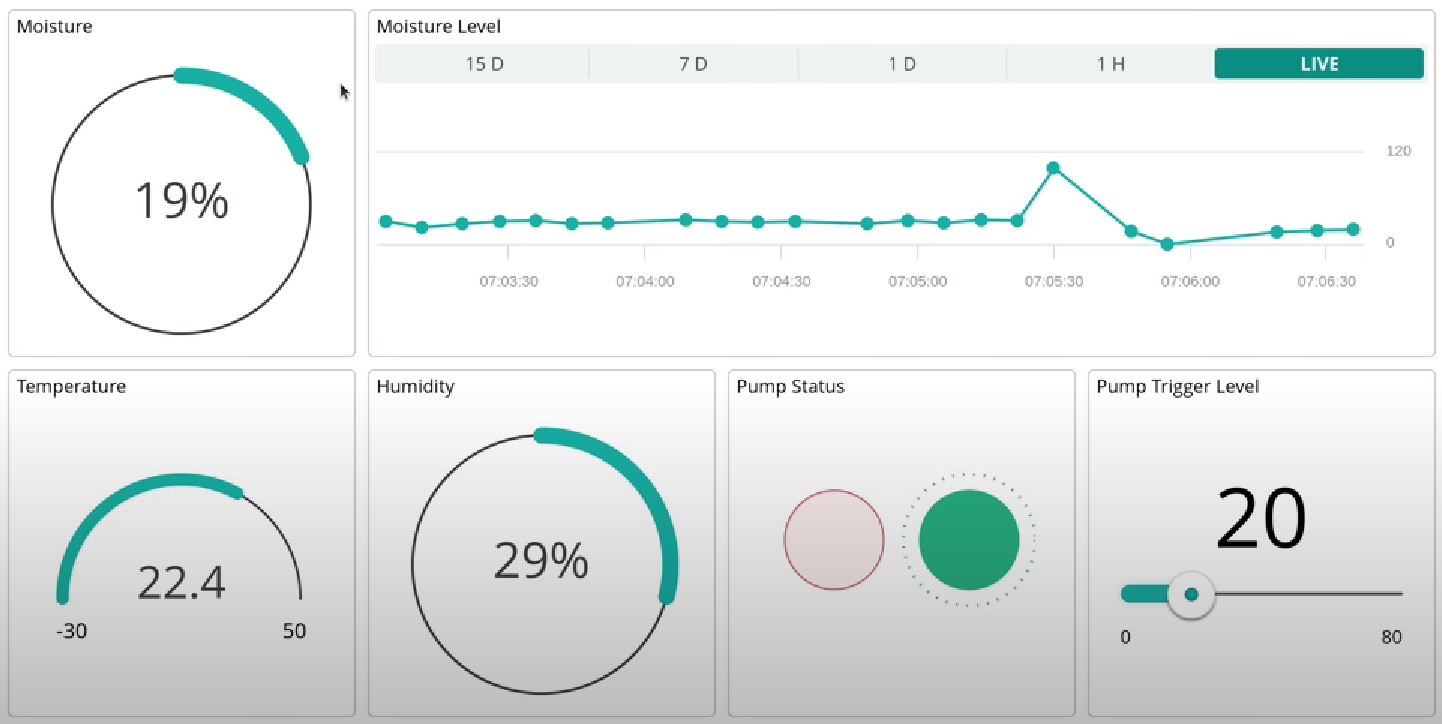 Moisture
19%
Moisture Level
15 D
7 D
1 D
1 H
LIVE
120
0
07:03:30
07:04:00
07:04:30
07:05:00
07:05:30
07:06:00
07:06:30
Temperature
22.4
-30
50
Humidity
29%
Pump Status
Pump Trigger Level
20
0
80